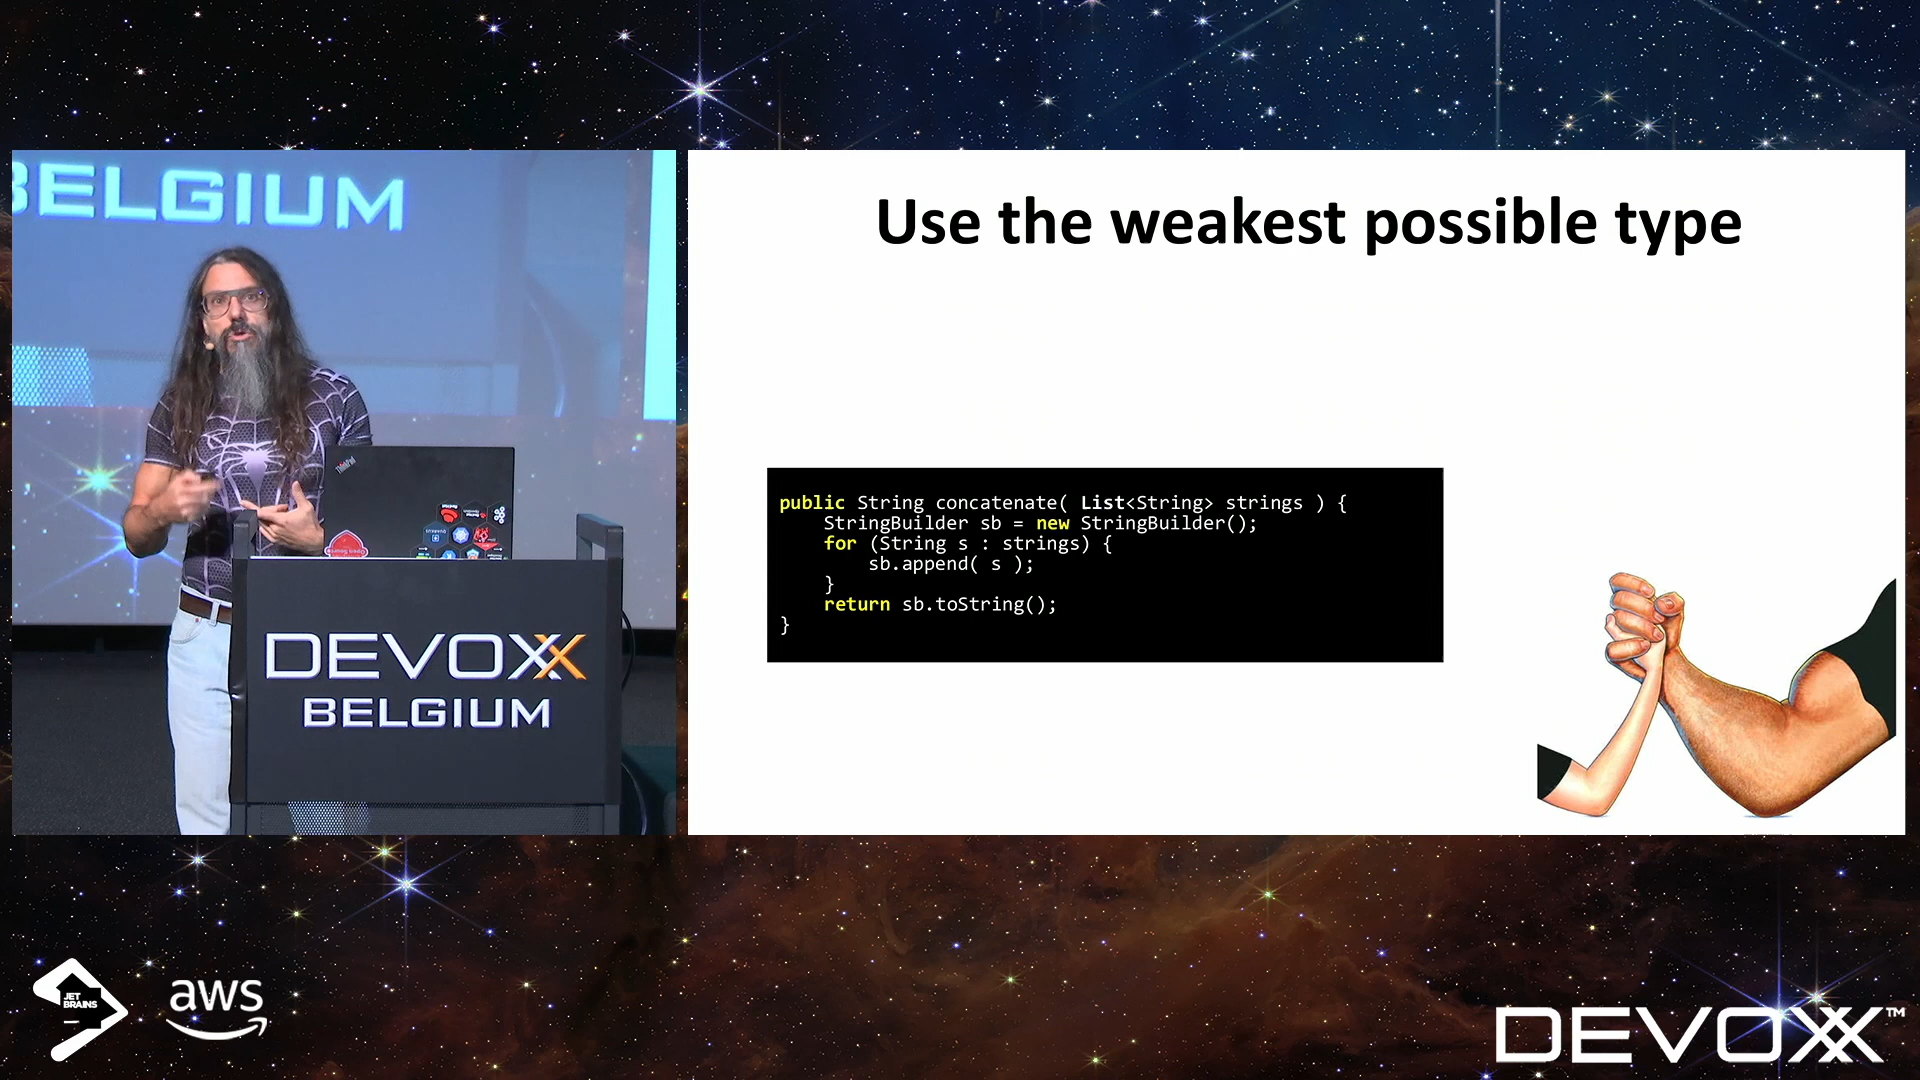 BELGIUM
ThinkPad
DEVOXX
BELGIUM
Use the weakest possible type
public String concatenate( List<String> strings ) {
    StringBuilder sb = new StringBuilder();
    for (String s : strings) {
        sb.append( s );
    }
    return sb.toString();
}
JET
BRAINS
aws
DEVOXX™